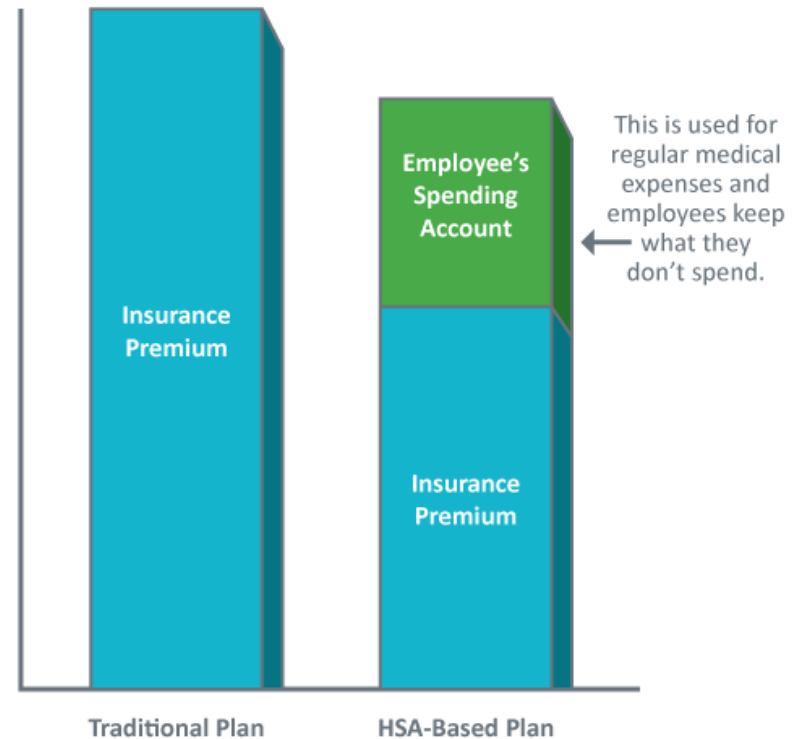 Insurance
Premium
Employee's
Spending
Account
Insurance
Premium
This is used for
regular medical
expenses and
employees keep
what they
don't spend.
Traditional Plan
HSA-Based Plan